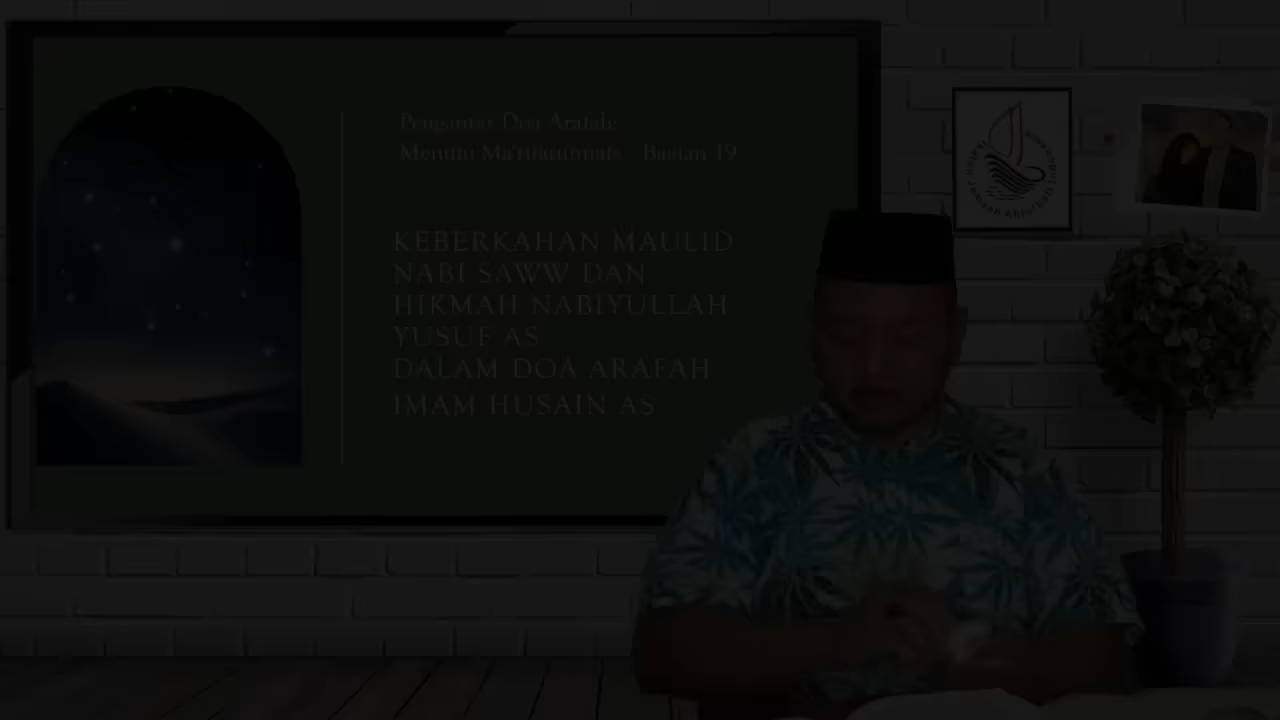 Pengantar Doa Arafah:
Menuju Ma'rifatunnafs - Bagian 19
KEBERKAHAN MAULID
NABI SAWW DAN
HIKMAH NABIYULLAH
YUSUF AS
DALAM DOA ARAFAH
IMAM HUSAIN AS